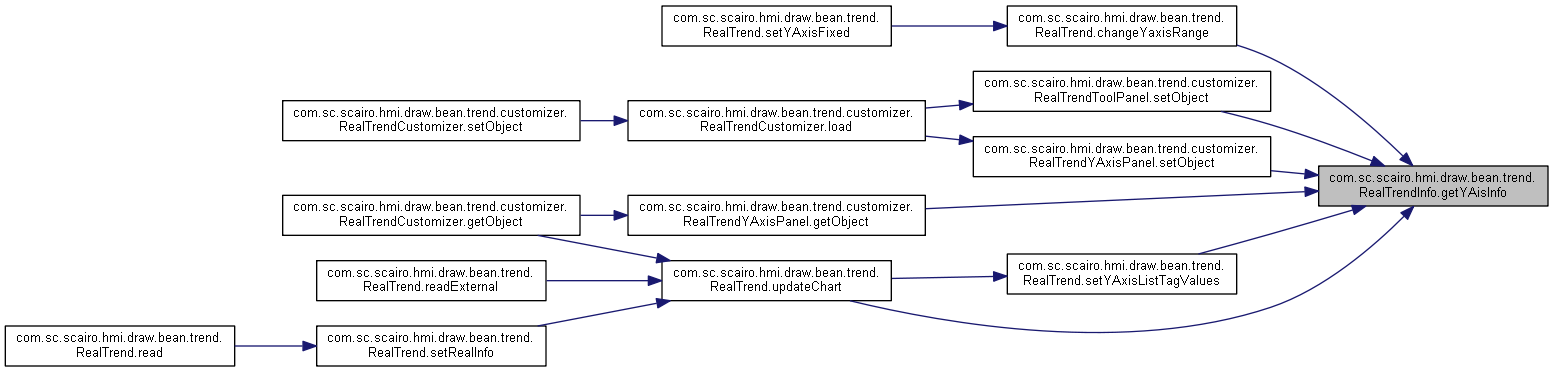 com.sc.scairo.hmi.draw.bean.trend.
RealTrend.setYAxisFixed
com.sc.scairo.hmi.draw.bean.trend.
RealTrend.changeYaxisRange
com.sc.scairo.hmi.draw.bean.trend.customizer.
RealTrendCustomizer.setObject
com.sc.scairo.hmi.draw.bean.trend.customizer.
RealTrendCustomizer.load
com.sc.scairo.hmi.draw.bean.trend.customizer.
RealTrendToolPanel.setObject
com.sc.scairo.hmi.draw.bean.trend.customizer.
RealTrendYAxisPanel.setObject
com.sc.scairo.hmi.draw.bean.trend.
RealTrendInfo.getYAisInfo
com.sc.scairo.hmi.draw.bean.trend.customizer.
RealTrendCustomizer.getObject
com.sc.scairo.hmi.draw.bean.trend.customizer.
RealTrendYAxisPanel.getObject
com.sc.scairo.hmi.draw.bean.trend.
RealTrend.readExternal
com.sc.scairo.hmi.draw.bean.trend.
RealTrend.updateChart
com.sc.scairo.hmi.draw.bean.trend.
RealTrend.setYAxisListTagValues
com.sc.scairo.hmi.draw.bean.trend.
RealTrend.read
com.sc.scairo.hmi.draw.bean.trend.
RealTrend.setRealInfo